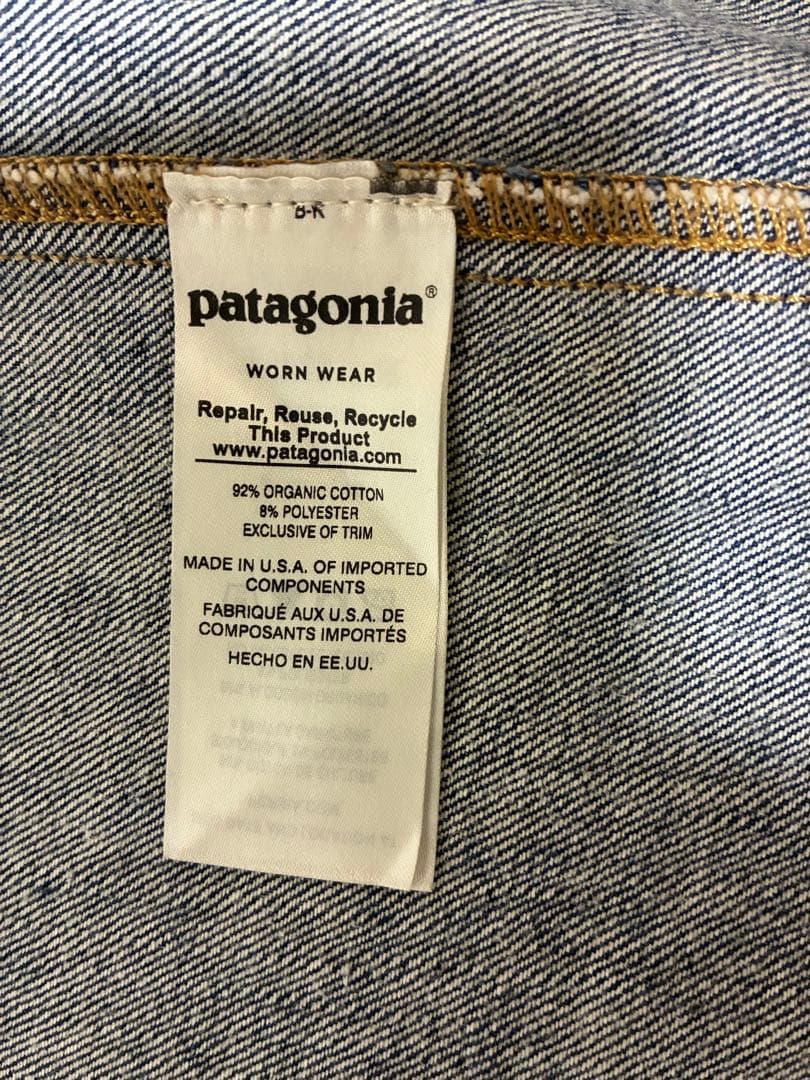 patagonia®
WORN WEAR
Repair, Reuse, Recycle
This Product
www.patagonia.com
92% ORGANIC COTTON
8% POLYESTER
EXCLUSIVE OF TRIM
MADE IN U.S.A. OF IMPORTED
COMPONENTS
FABRIQUÉ AUX U.S.A. DE
COMPOSANTS IMPORTÉS
HECHO EN EE.UU.